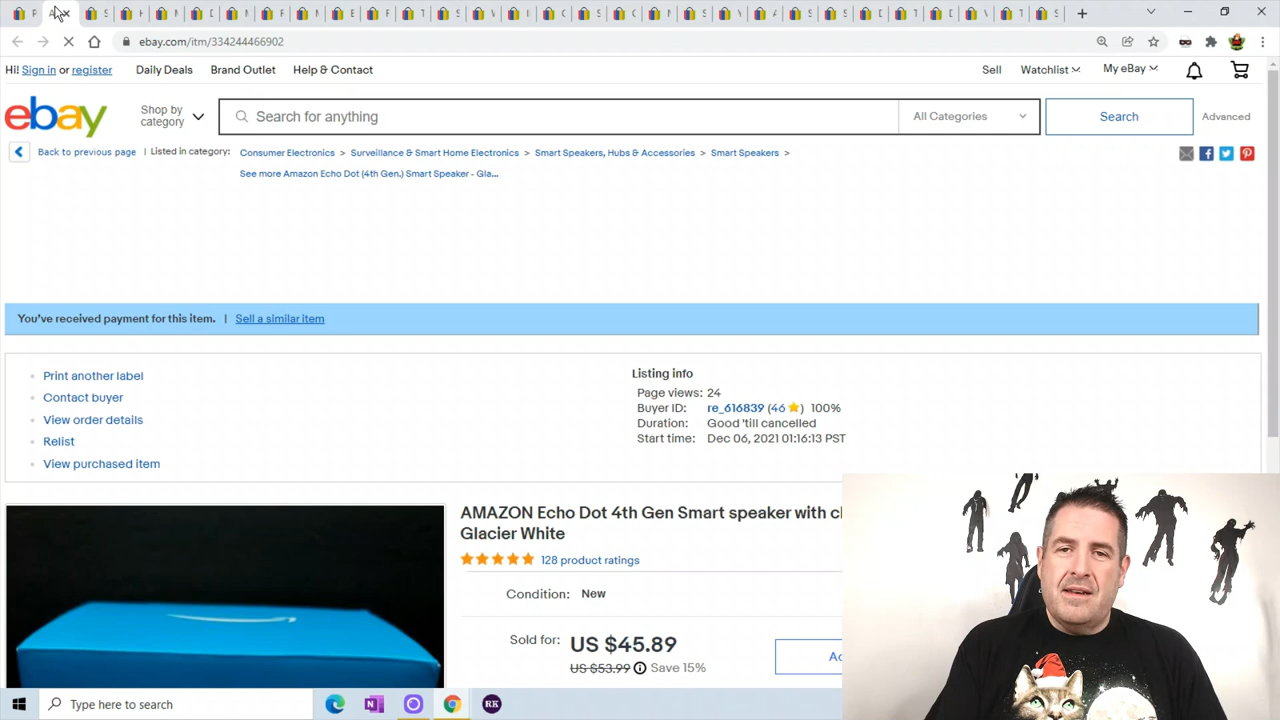 ebay.com/itm/334244466902
Hi! Sign in or register Daily Deals Brand Outlet Help & Contact Sell Watchlist My eBay
ebay Shop by category Search for anything All Categories Search Advanced
Back to previous page | Listed in category: Consumer Electronics > Surveillance & Smart Home Electronics > Smart Speakers, Hubs & Accessories > Smart Speakers >
See more Amazon Echo Dot (4th Gen.) Smart Speaker - Gla...
You've received payment for this item. | Sell a similar item
Print another label
Contact buyer
View order details
Relist
View purchased item
Listing info
Page views: 24
Buyer ID: re_616839 (46 ) 100%
Duration: Good 'till cancelled
Start time: Dec 06, 2021 01:16:13 PST
AMAZON Echo Dot 4th Gen Smart speaker with cl
Glacier White
128 product ratings
Condition: New
Sold for: US $45.89
US $53.99 Save 15%
Type here to search
RK